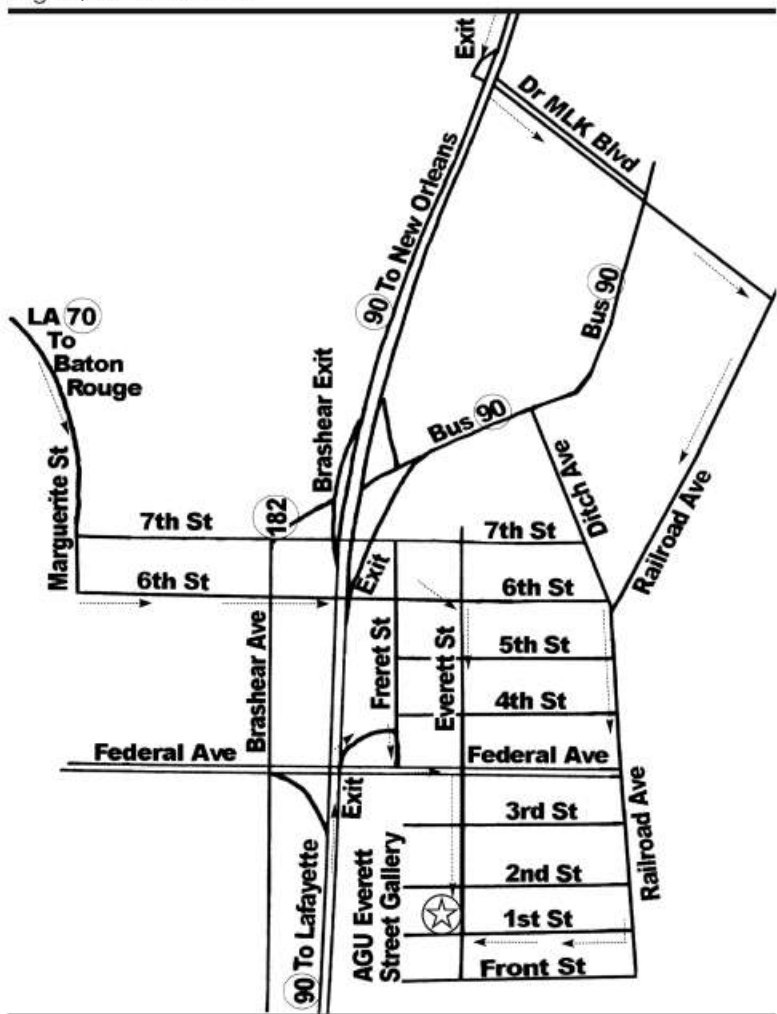 Exit
Dr MLK Blvd
90 To New Orleans
Bus 90
LA 70
To
Baton
Rouge
Brashear Exit
Bus 90
Ditch Ave
Marguerite St
182
7th St
7th St
Railroad Ave
Exit
6th St
6th St
Brashear Ave
Freret St
Everett St
5th St
4th St
Federal Ave
Federal Ave
Exit
Railroad Ave
3rd St
90 To Lafayette
AGU Everett
Street Gallery
2nd St
1st St
Front St